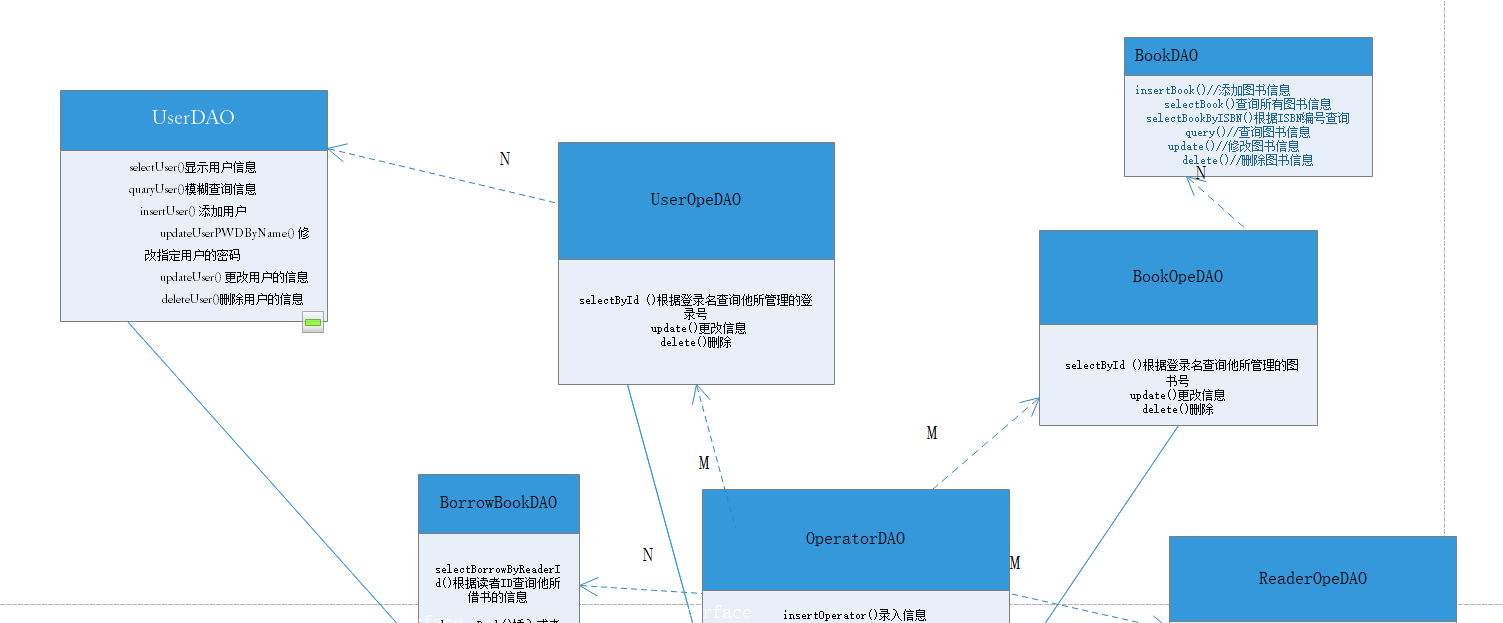 BookDAO
insertBook()//添加图书信息
selectBook()查询所有图书信息
selectBookByISBN()根据ISBN编号查询
query()//查询图书信息
update()//修改图书信息
delete()//删除图书信息
N
UserDAO
selectUser()显示用户信息
quaryUser()模糊查询信息
insertUser() 添加用户
updateUserPWDByName() 修
改指定用户的密码
updateUser() 更改用户的信息
deleteUser()删除用户的信息
N
UserOpeDAO
selectById ()根据登录名查询他所管理的登
录号
update()更改信息
delete()删除
BookOpeDAO
selectById ()根据登录名查询他所管理的图
书号
update()更改信息
delete()删除
M
M
BorrowBookDAO
selectBorrowByReaderI
d()根据读者ID查询他所
借书的信息
N
OperatorDAO
insertOperator()录入信息
M
ReaderOpeDAO